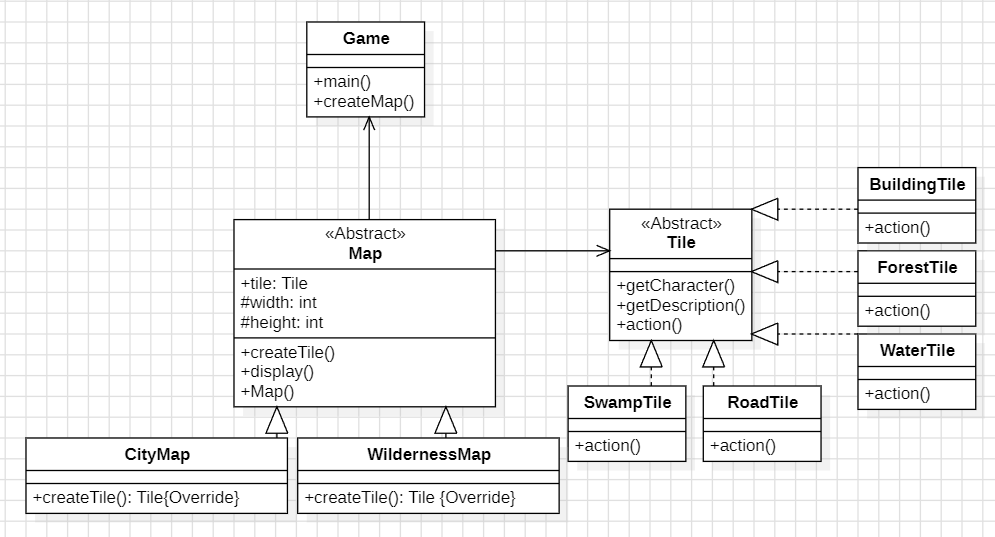 Game
+main()
+createMap()
«Abstract»
Map
+tile: Tile
#width: int
#height: int
+createTile()
+display()
+Map()
CityMap
+createTile(): Tile{Override}
WildernessMap
+createTile(): Tile {Override}
«Abstract»
Tile
+getCharacter()
+getDescription()
+action()
BuildingTile
+action()
ForestTile
+action()
WaterTile
+action()
SwampTile
+action()
RoadTile
+action()